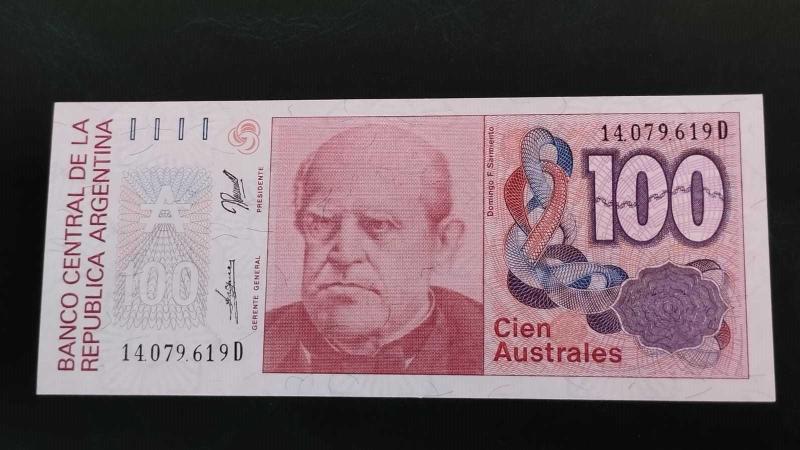 BANCO CENTRAL DE LA
REPUBLICA ARGENTINA
100
14.079.619D
GERENTE GENERAL
PRESIDENTE
Domingo F. Sarmiento
14.079.619D
100
Cien
Australes